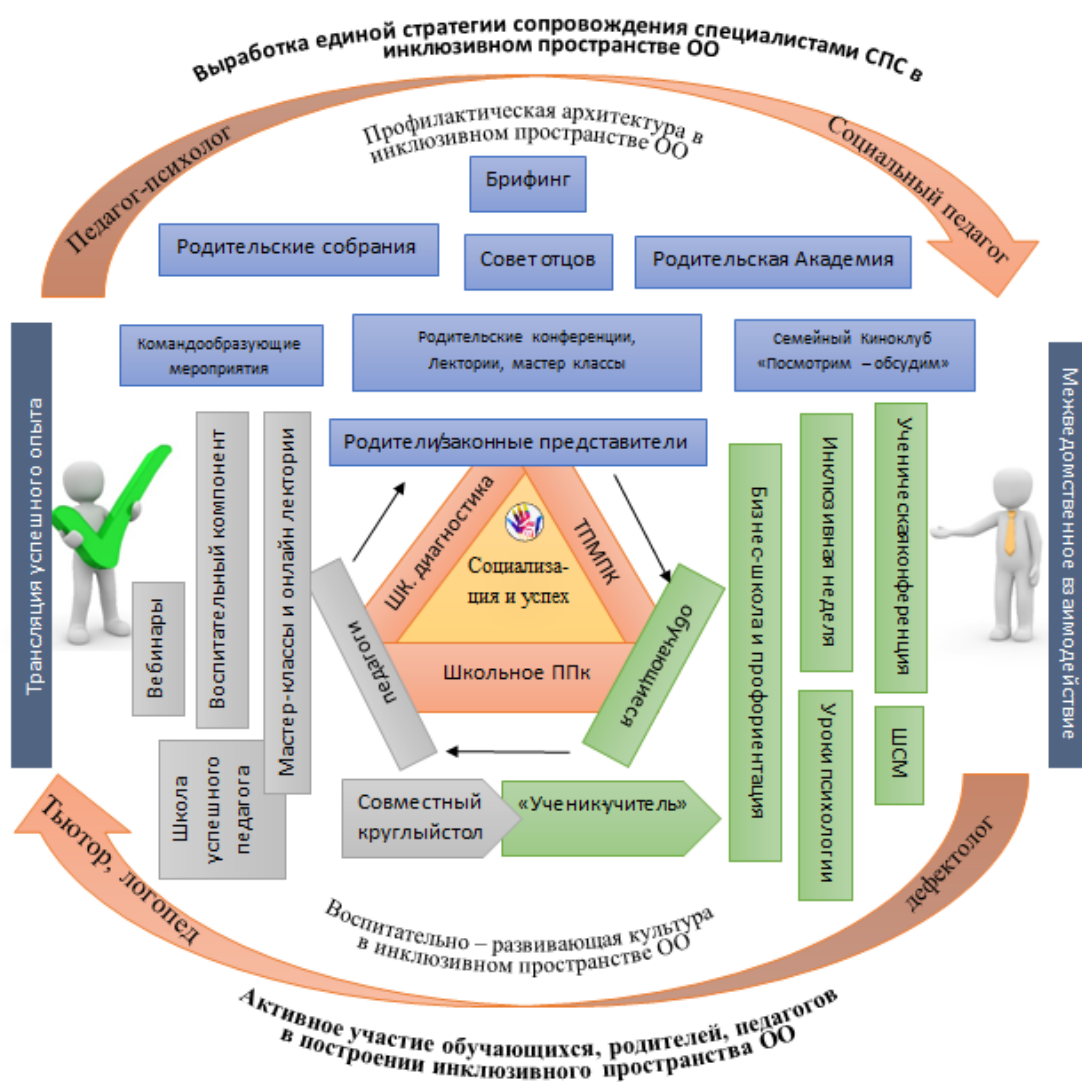 Выработка единой стратегии сопровождения специалистами СПС в
инклюзивном пространстве ОО
Педагог-психолог
Социальный педагог
Профилактическая архитектура в
инклюзивном пространстве ОО
Брифинг
Родительские собрания
Совет отцов
Родительская Академия
Командообразующие
мероприятия
Родительские конференции,
Лектории, мастер классы
Семейный Киноклуб
«Посмотрим – обсудим»
Трансляция успешного опыта
Межведомственное взаимодействие
Родители/законные представители
Вебинары
Воспитательный компонент
Мастер-классы и онлайн лектории
Школа
успешного
педагога
педагоги
ШК. диагностика
ТПМПК
Социализа-
ция и успех
Школьное ППк
обучающиеся
Бизнес-школа и профориентация
Инклюзивная неделя
Ученическая конференция
Уроки психологии
ШСМ
Совместный
круглыйстол
«Ученик-учитель»
Тьютор, логопед
дефектолог
Воспитательно – развивающая культура
в инклюзивном пространстве ОО
Активное участие обучающихся, родителей, педагогов
в построении инклюзивного пространства ОО